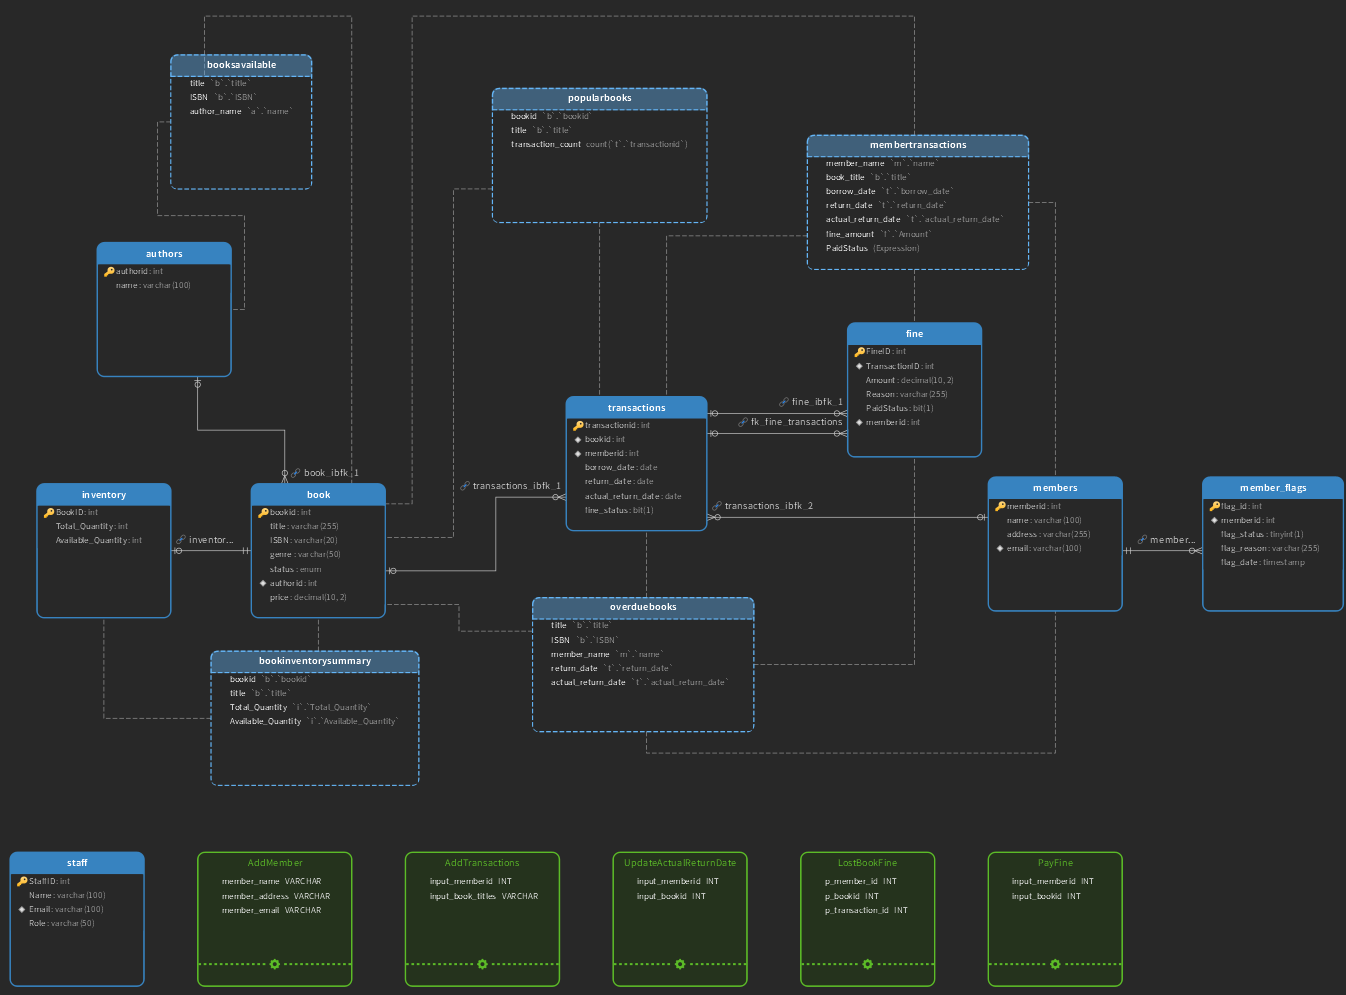 booksavailable
title `b`.`title`
ISBN `b`.`ISBN`
author_name `a`.`name`
popularbooks
bookid `b`.`bookid`
title `b`.`title`
transaction_count count(`t`.`transactionid`)
membertransactions
member_name `m`.`name`
book_title `b`.`title`
borrow_date `t`.`borrow_date`
return_date `t`.`return_date`
actual_return_date `t`.`actual_return_date`
fine_amount `f`.`Amount`
PaidStatus (Expression)
authors
authorid: int
name: varchar(100)
fine
FineID: int
TransactionID: int
Amount: decimal(10, 2)
Reason: varchar(255)
PaidStatus: bit(1)
memberid: int
fine_ibfk_1
fk_fine_transactions
transactions
transactionid: int
bookid: int
memberid: int
borrow_date: date
return_date: date
actual_return_date: date
fine_status: bit(1)
book_ibfk_1
transactions_ibfk_1
transactions_ibfk_2
inventory
BookID: int
Total_Quantity: int
Available_Quantity: int
inventor...
book
bookid: int
title: varchar(255)
ISBN: varchar(20)
genre: varchar(50)
status: enum
authorid: int
price: decimal(10, 2)
members
memberid: int
name: varchar(100)
address: varchar(255)
email: varchar(100)
member...
member_flags
flag_id: int
memberid: int
flag_status: tinyint(1)
flag_reason: varchar(255)
flag_date: timestamp
overduebooks
title `b`.`title`
ISBN `b`.`ISBN`
member_name `m`.`name`
return_date `t`.`return_date`
actual_return_date `t`.`actual_return_date`
bookinventorysummary
bookid `b`.`bookid`
title `b`.`title`
Total_Quantity `i`.`Total_Quantity`
Available_Quantity `i`.`Available_Quantity`
staff
StaffID: int
Name: varchar(100)
Email: varchar(100)
Role: varchar(50)
AddMember
member_name VARCHAR
member_address VARCHAR
member_email VARCHAR
AddTransactions
input_memberid INT
input_book_titles VARCHAR
UpdateActualReturnDate
input_memberid INT
input_bookid INT
LostBookFine
p_member_id INT
p_bookid INT
p_transaction_id INT
PayFine
input_memberid INT
input_bookid INT